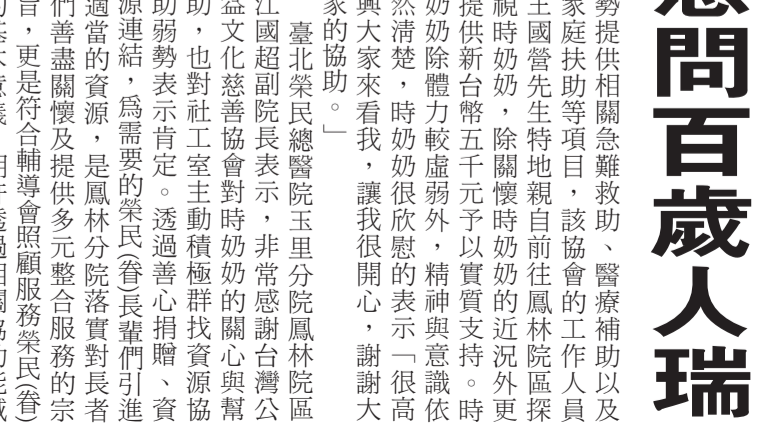 慰問百歲人瑞
勢提供相關急難救助、醫療補助以及
家庭扶助等項目，該協會的工作人員
王國營先生特地親自前往鳳林院區探
視時奶奶，除關懷時奶奶的近況外更
提供新台幣五千元予以實質支持。時
奶奶除體力較虛弱外，精神與意識依
然清楚，時奶奶很欣慰的表示「很高
興大家來看我，讓我很開心，謝謝大
家的協助。」
臺北榮民總醫院玉里分院鳳林院區
江國超副院長表示，非常感謝台灣公
益文化慈善協會對時奶奶的關心與幫
助，也對社工室主動積極群找資源協
助弱勢表示肯定。透過善心捐贈、資
源連結，爲需要的榮民(眷)長輩們引進
適當的資源，是鳳林分院落實對長者
們善盡關懷及提供多元整合服務的宗
旨，更是符合輔導會照顧服務榮民(眷)